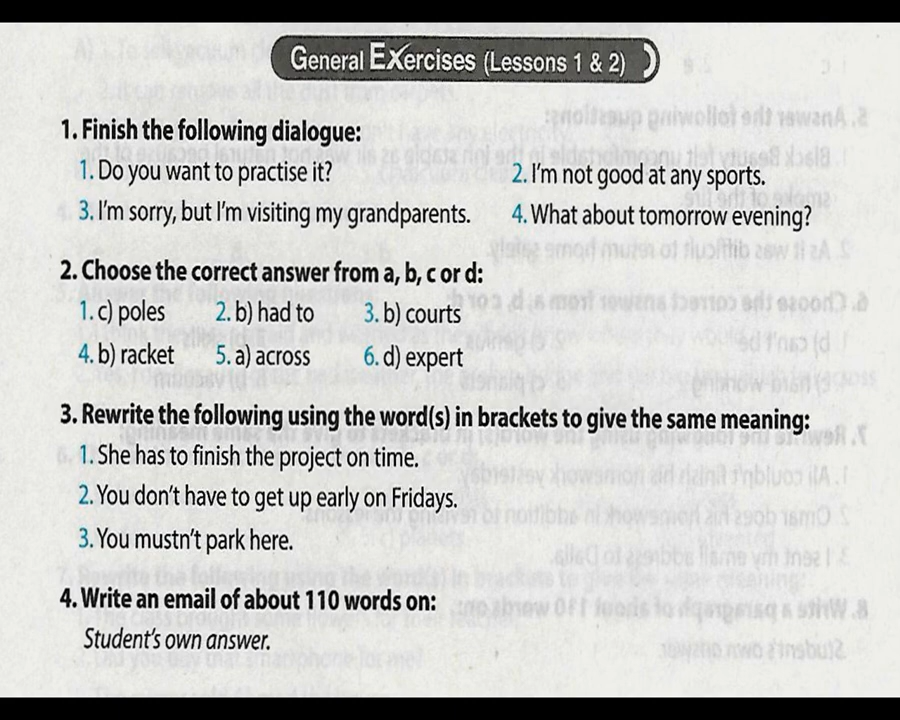 General EXercises (Lessons 1 & 2)
1. Finish the following dialogue:
1. Do you want to practise it? 2. I'm not good at any sports.
3. I'm sorry, but I'm visiting my grandparents. 4. What about tomorrow evening?
2. Choose the correct answer from a, b, c or d:
1. c) poles 2. b) had to 3. b) courts
4. b) racket 5. a) across 6. d) expert
3. Rewrite the following using the word(s) in brackets to give the same meaning:
1. She has to finish the project on time.
2. You don't have to get up early on Fridays.
3. You mustn't park here.
4. Write an email of about 110 words on:
Student's own answer.